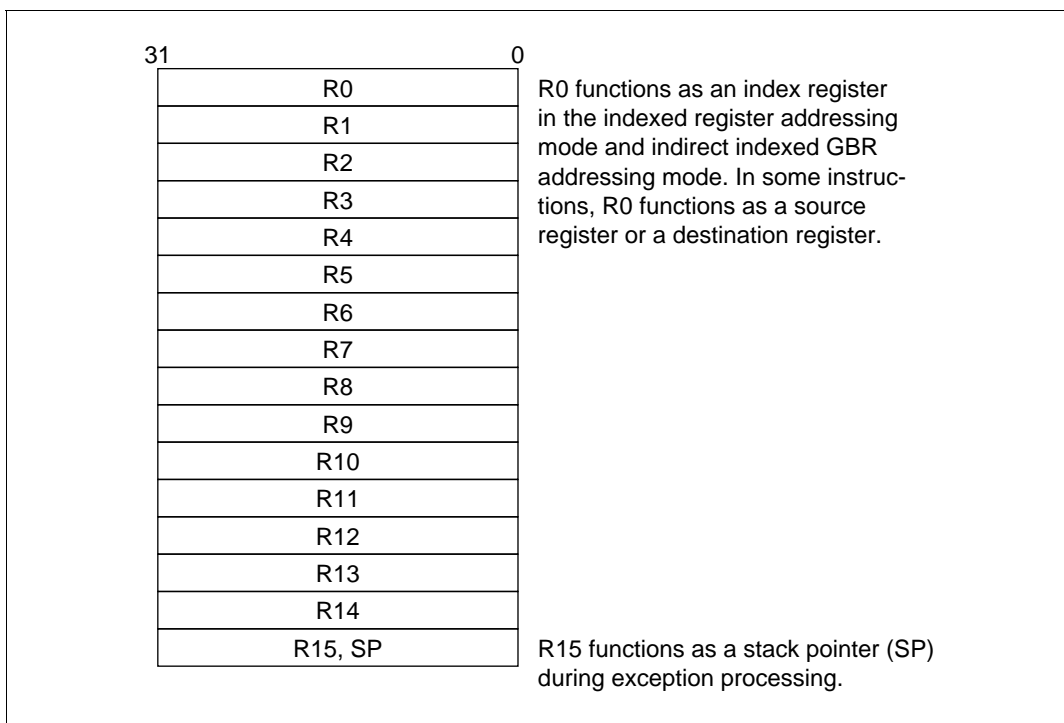 31 0
R0
R1
R2
R3
R4
R5
R6
R7
R8
R9
R10
R11
R12
R13
R14
R15, SP
R0 functions as an index register
in the indexed register addressing
mode and indirect indexed GBR
addressing mode. In some instruc-
tions, R0 functions as a source
register or a destination register.
R15 functions as a stack pointer (SP)
during exception processing.